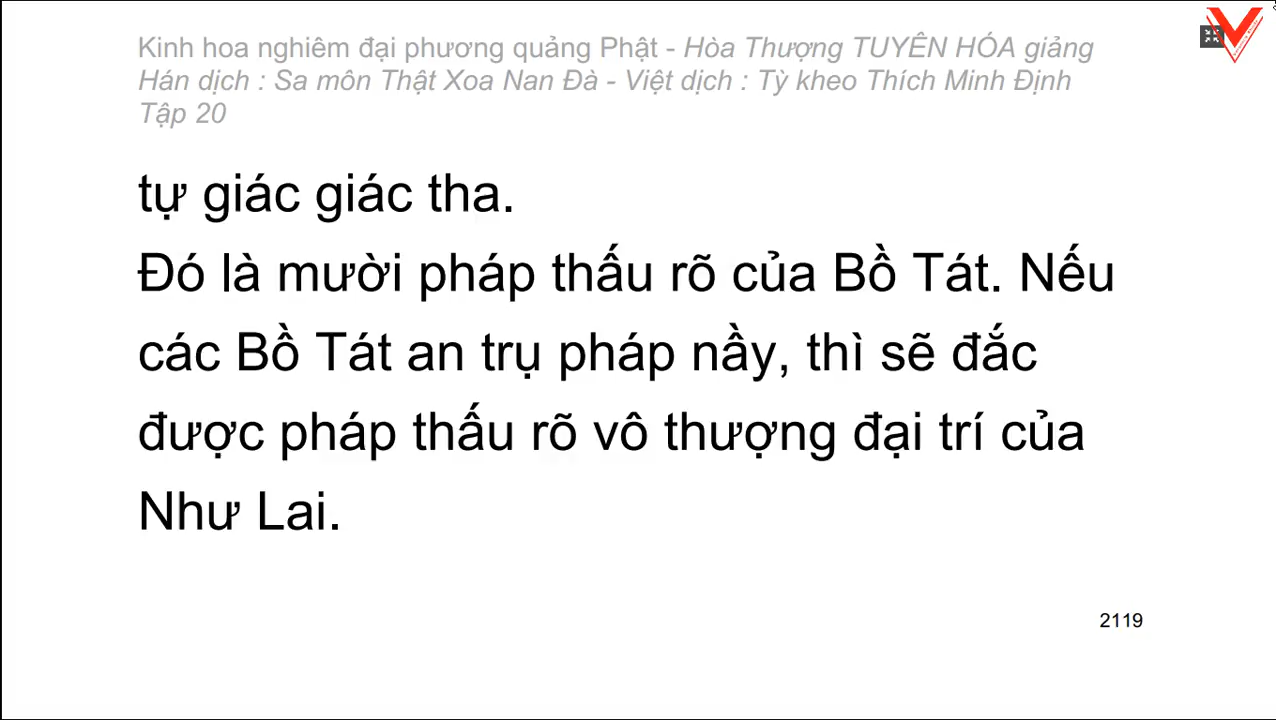 Kinh hoa nghiêm đại phương quảng Phật - Hòa Thượng TUYÊN HÓA giảng
Hán dịch : Sa môn Thật Xoa Nan Đà - Việt dịch : Tỳ kheo Thích Minh Định
Tập 20
tự giác giác tha.
Đó là mười pháp thấu rõ của Bồ Tát. Nếu
các Bồ Tát an trụ pháp nầy, thì sẽ đắc
được pháp thấu rõ vô thượng đại trí của
Như Lai.
2119